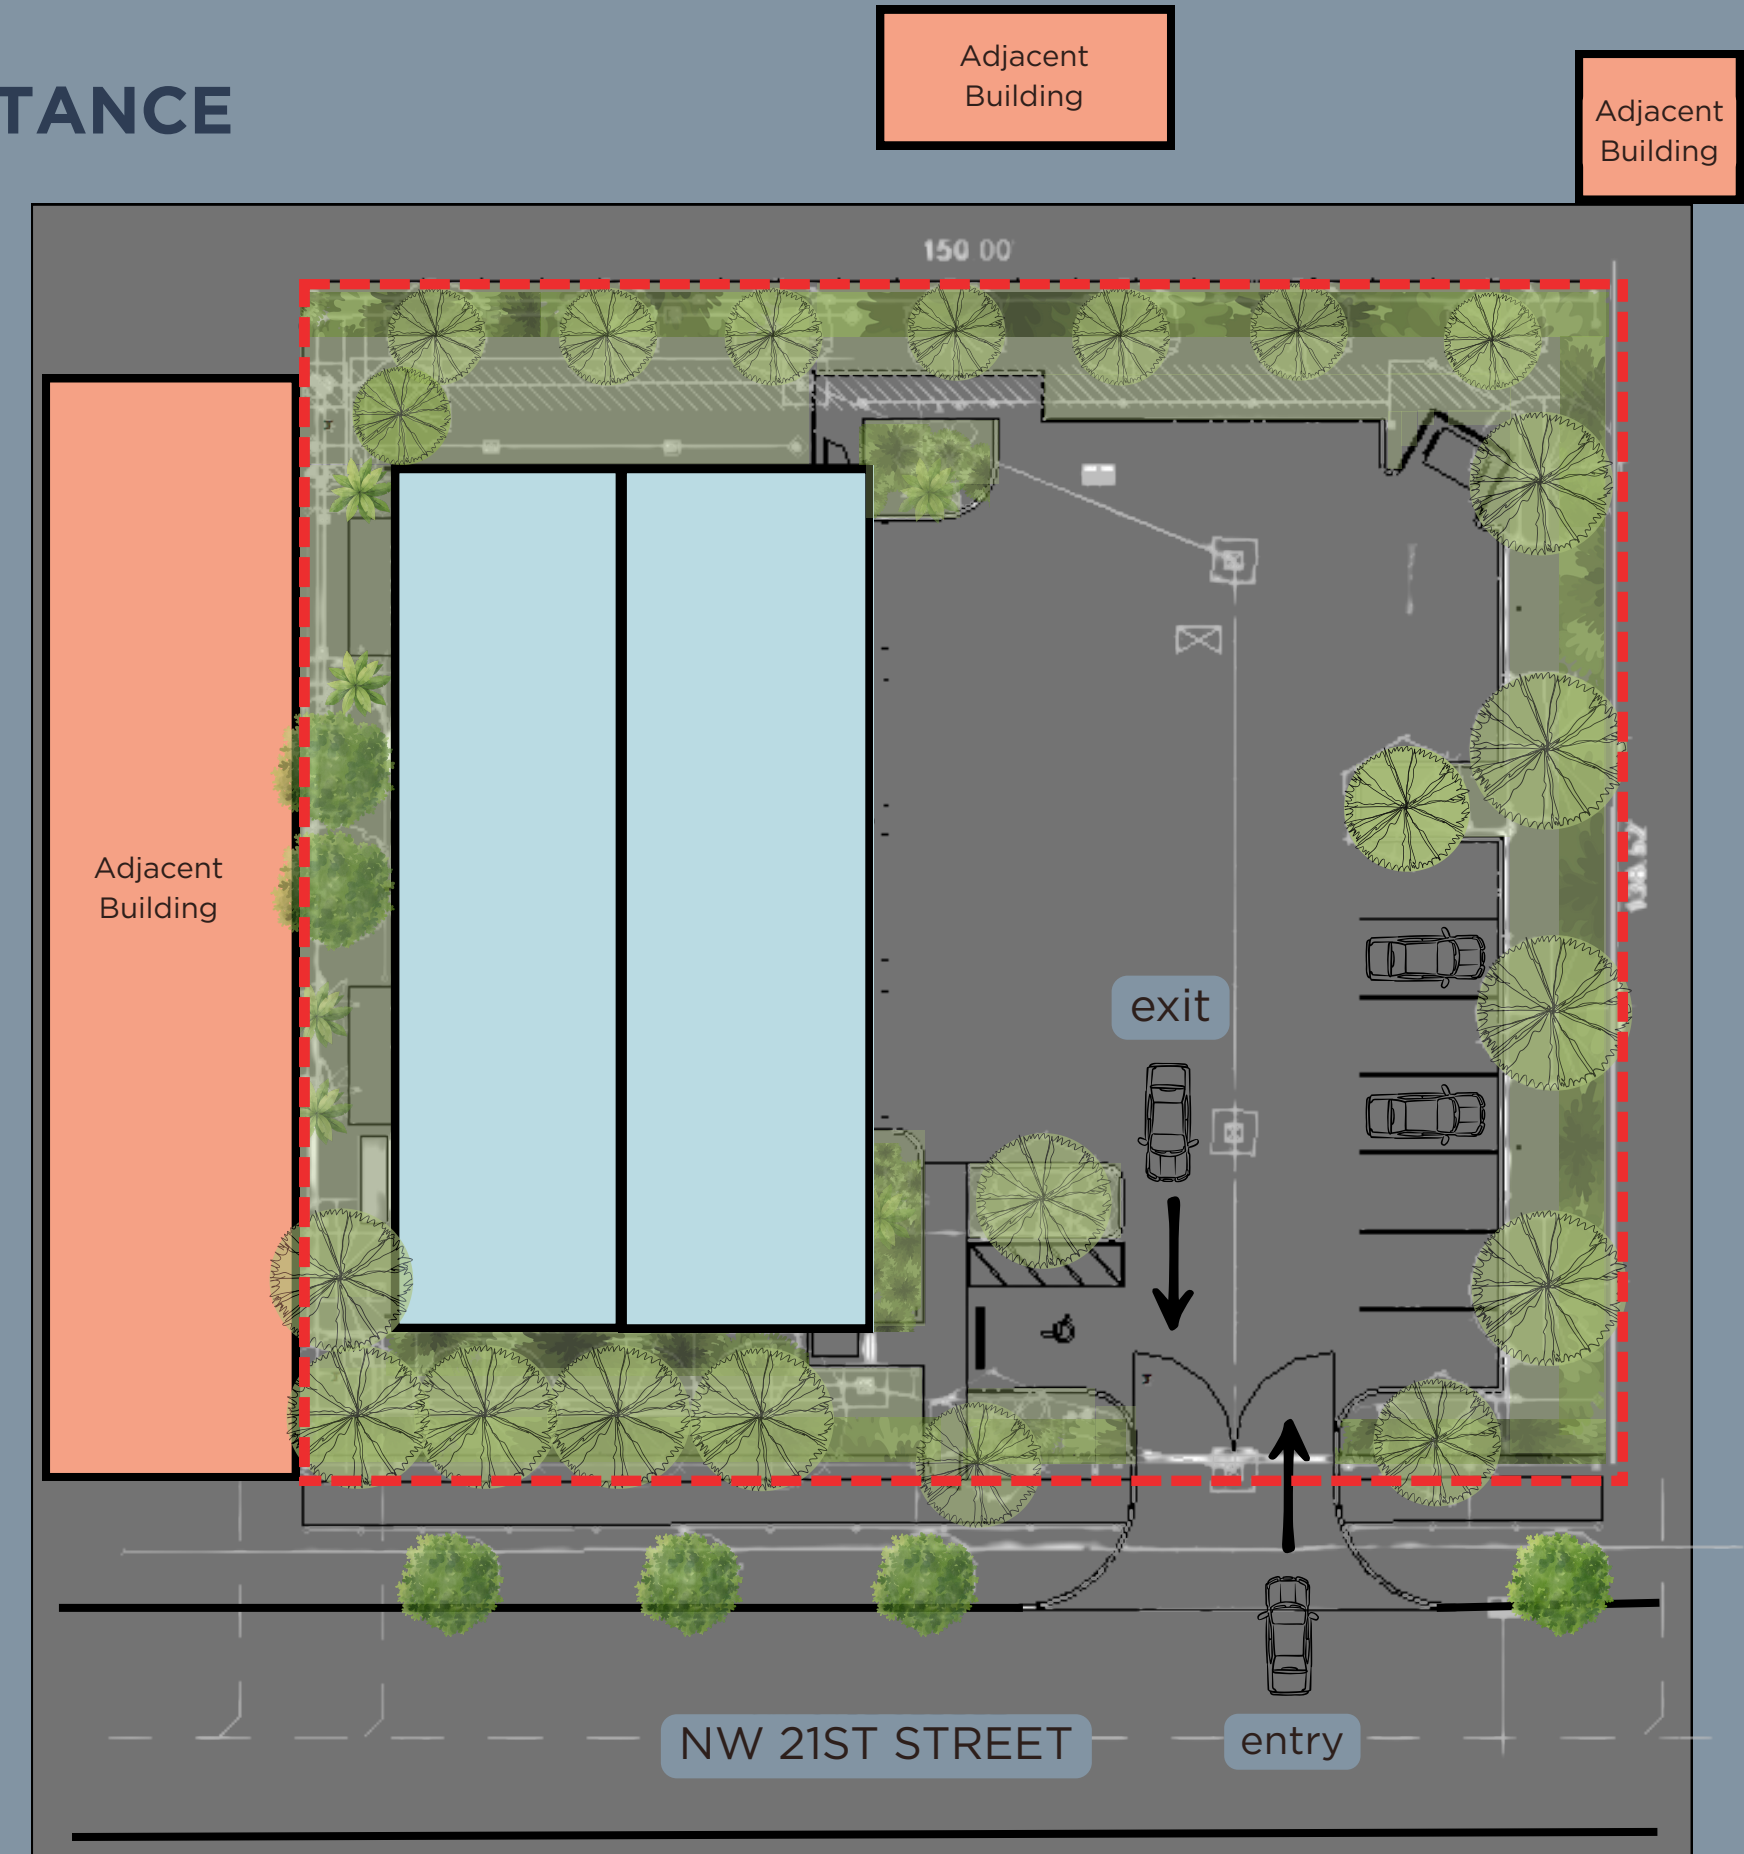 TANCE
Adjacent
Building
Adjacent
Building
150 00'
Adjacent
Building
exit
NW 21ST STREET
entry